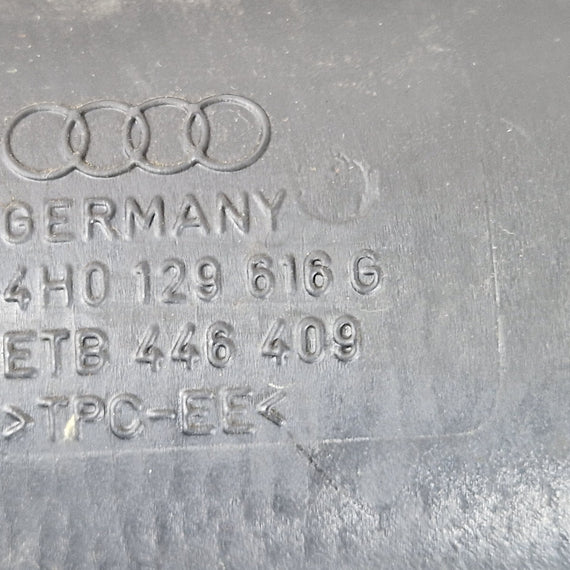 GERMANY
4H0 129 616 G
ETB 446 409
>TPC-EE<